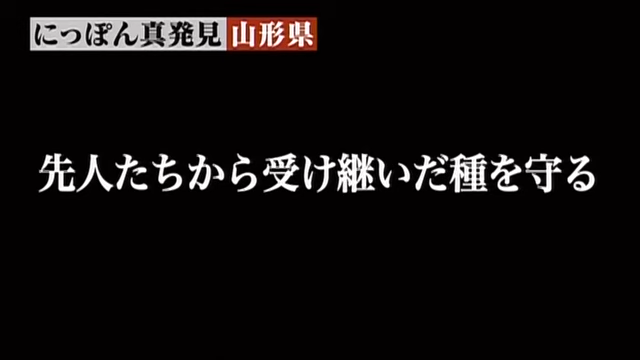 にっぽん真発見 山形県
先人たちから受け継いだ種を守る